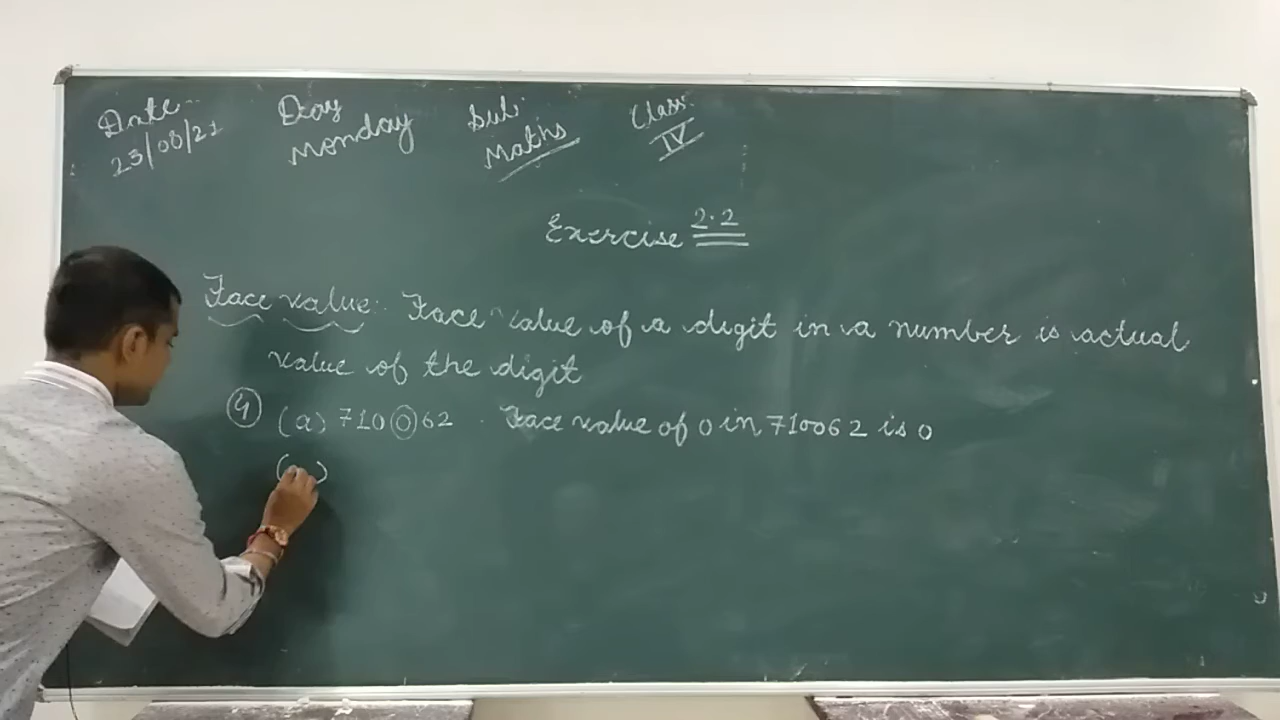 Date Day Sub. Class:
23/08/21 Monday Maths IV
Exercise 2.2
Face value: Face value of a digit in a number is actual
value of the digit
4 (a) 710062 . Face value of 0 in 710062 is 0
( )